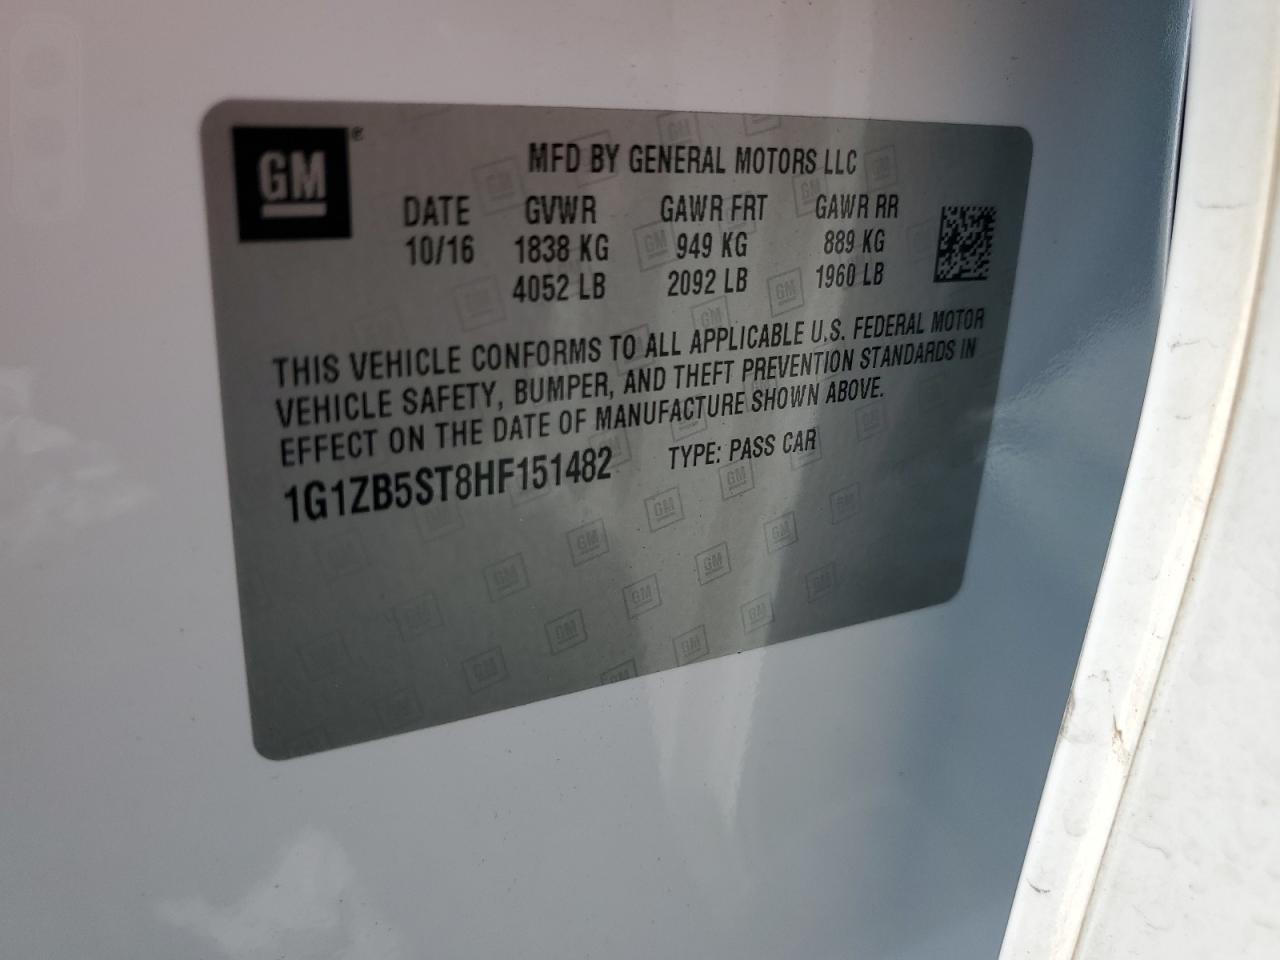 GM
MFD BY GENERAL MOTORS LLC
DATE GVWR GAWR FRT GAWR RR
10/16 1838 KG 949 KG 889 KG
4052 LB 2092 LB 1960 LB
THIS VEHICLE CONFORMS TO ALL APPLICABLE U.S. FEDERAL MOTOR
VEHICLE SAFETY, BUMPER, AND THEFT PREVENTION STANDARDS IN
EFFECT ON THE DATE OF MANUFACTURE SHOWN ABOVE.
1G1ZB5ST8HF151482 TYPE: PASS CAR